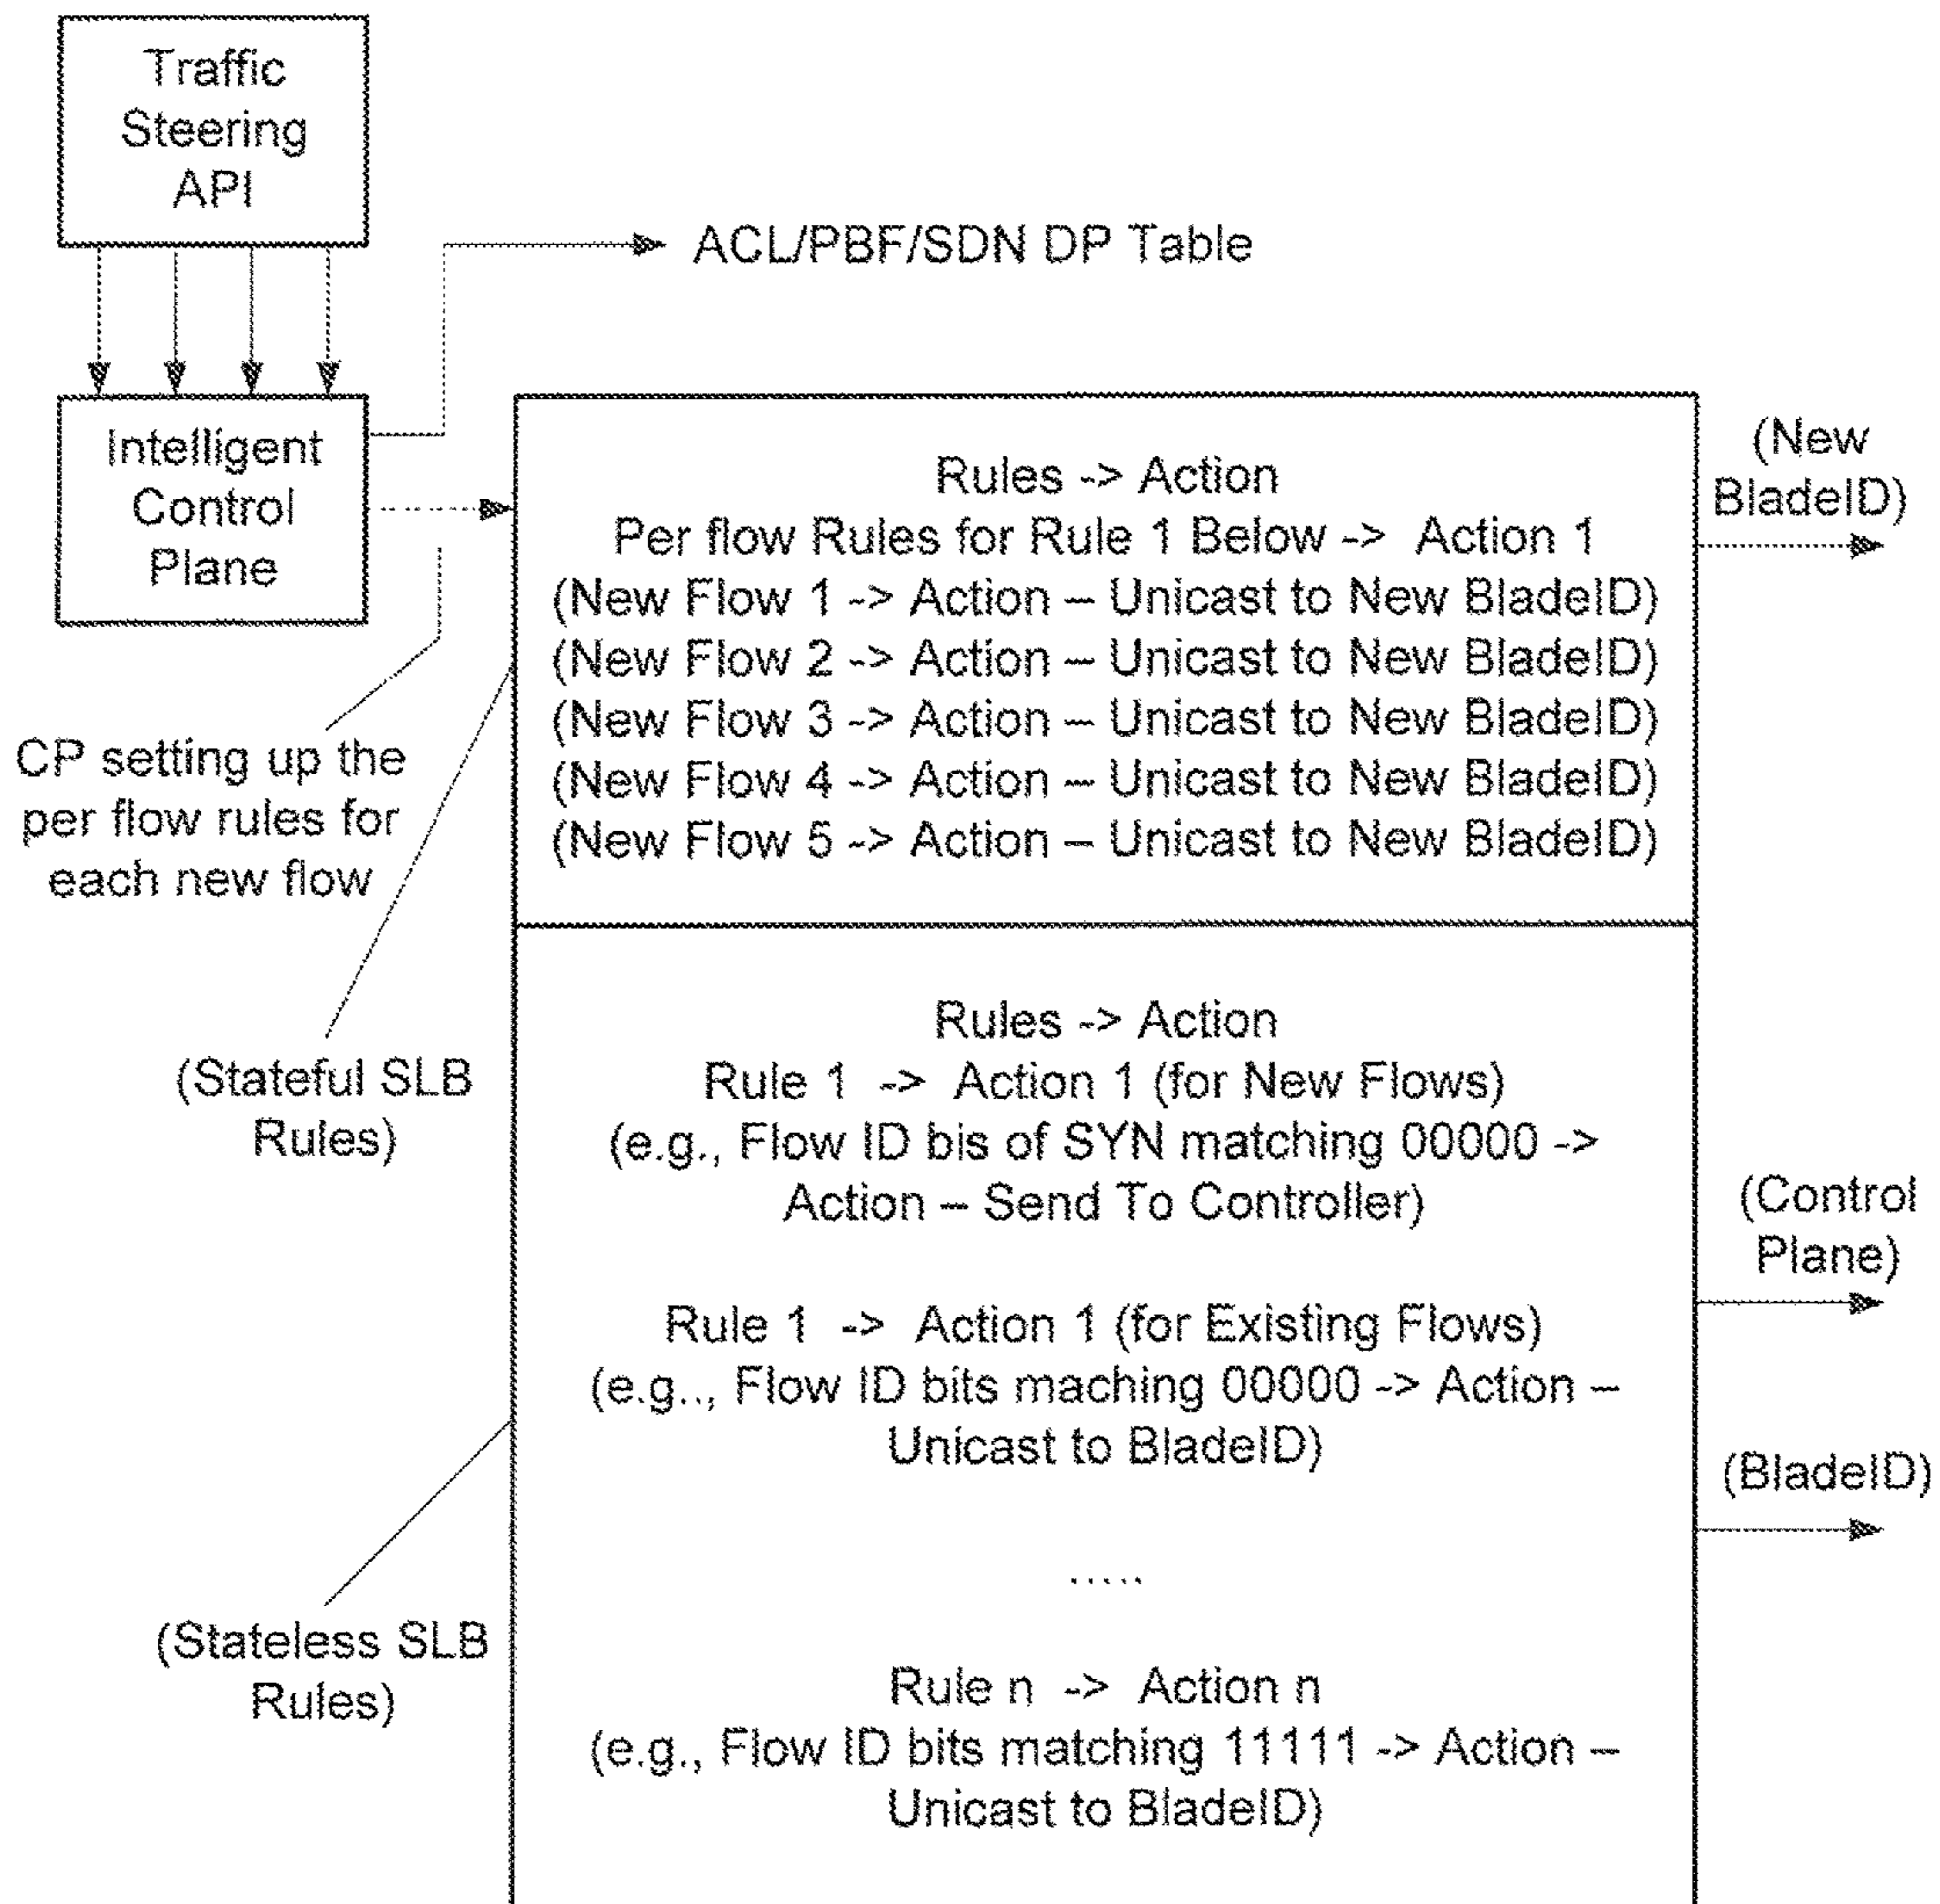 Traffic
Steering
API
ACL/PBF/SDN DP Table
Intelligent
Control
Plane
(New
BladeID)
Rules -> Action
Per flow Rules for Rule 1 Below -> Action 1
(New Flow 1 -> Action – Unicast to New BladeID)
(New Flow 2 -> Action – Unicast to New BladeID)
(New Flow 3 -> Action – Unicast to New BladeID)
(New Flow 4 -> Action – Unicast to New BladeID)
(New Flow 5 -> Action – Unicast to New BladeID)
CP setting up the
per flow rules for
each new flow
(Stateful SLB
Rules)
Rules -> Action
Rule 1 -> Action 1 (for New Flows)
(e.g., Flow ID bis of SYN matching 00000 ->
Action – Send To Controller)
(Control
Plane)
Rule 1 -> Action 1 (for Existing Flows)
(e.g.., Flow ID bits maching 00000 -> Action –
Unicast to BladeID)
(BladeID)
.....
(Stateless SLB
Rules)
Rule n -> Action n
(e.g., Flow ID bits matching 11111 -> Action –
Unicast to BladeID)